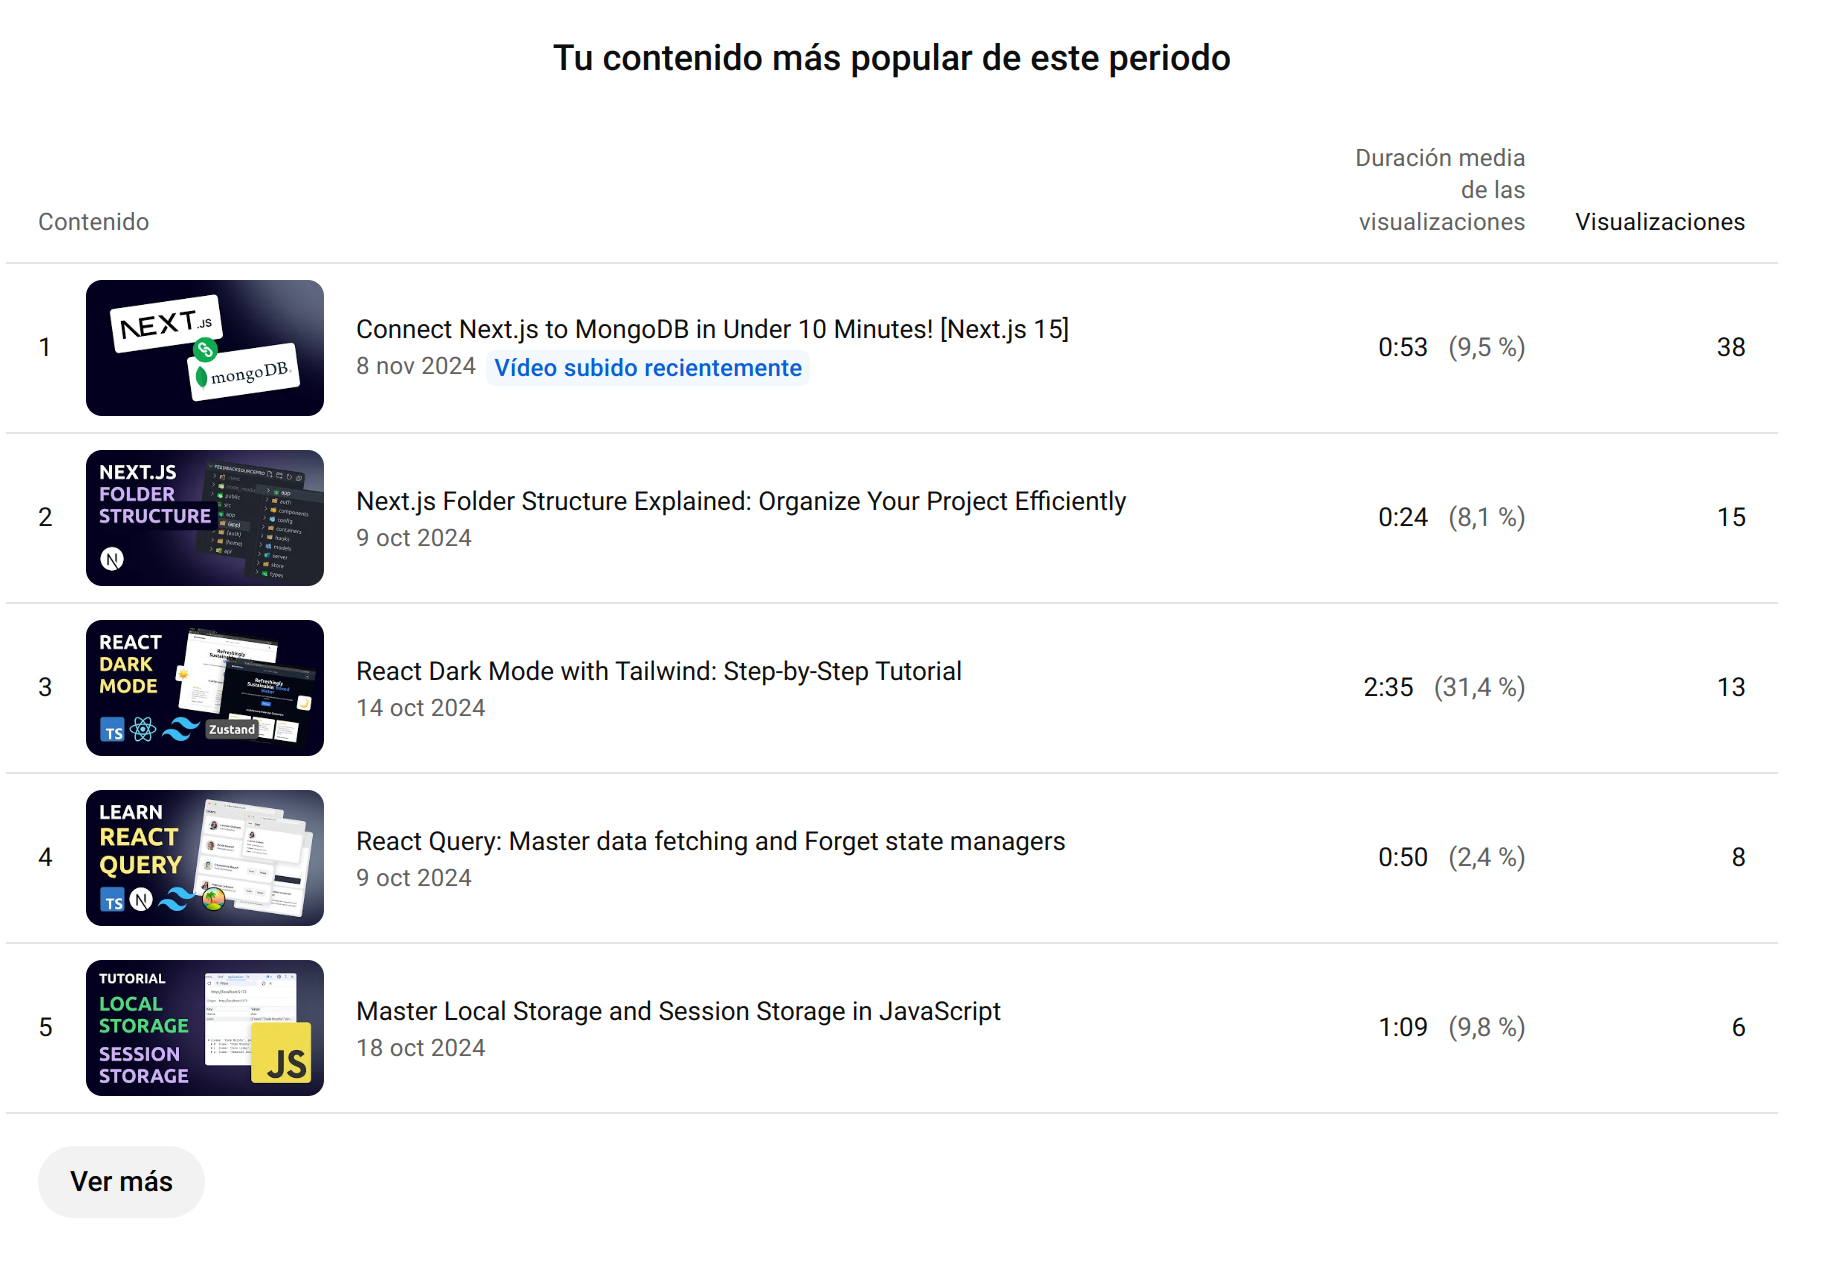 Tu contenido más popular de este periodo
Contenido
Duración media
de las
visualizaciones
Visualizaciones
1
NEXT.JS
mongoDB.
Connect Next.js to MongoDB in Under 10 Minutes! [Next.js 15]
8 nov 2024 Vídeo subido recientemente
0:53 (9,5 %)
38
2
NEXT.JS
FOLDER
STRUCTURE
N
Next.js Folder Structure Explained: Organize Your Project Efficiently
9 oct 2024
0:24 (8,1 %)
15
3
REACT
DARK
MODE
TS
Zustand
React Dark Mode with Tailwind: Step-by-Step Tutorial
14 oct 2024
2:35 (31,4 %)
13
4
LEARN
REACT
QUERY
TS
N
React Query: Master data fetching and Forget state managers
9 oct 2024
0:50 (2,4 %)
8
5
TUTORIAL
LOCAL
STORAGE
SESSION
STORAGE
JS
Master Local Storage and Session Storage in JavaScript
18 oct 2024
1:09 (9,8 %)
6
Ver más